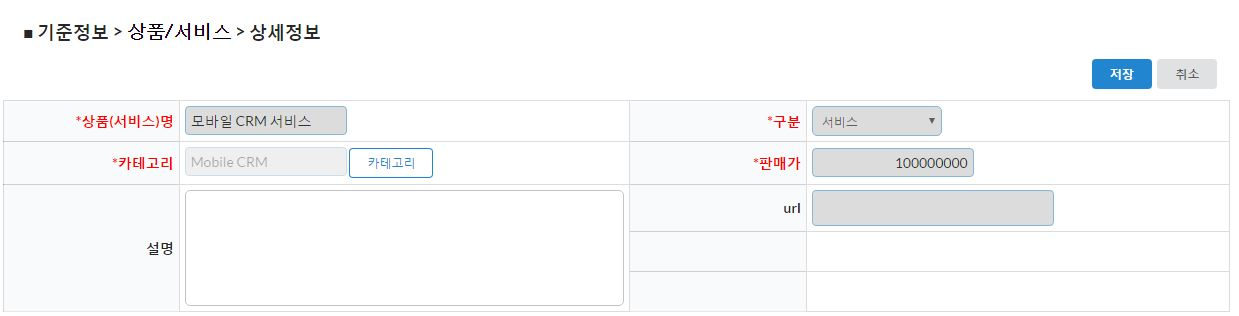 ■ 기준정보 > 상품/서비스 > 상세정보
저장 취소
*상품(서비스)명 모바일 CRM 서비스 *구분 서비스 ▼
*카테고리 Mobile CRM 카테고리 *판매가 100000000
설명 url